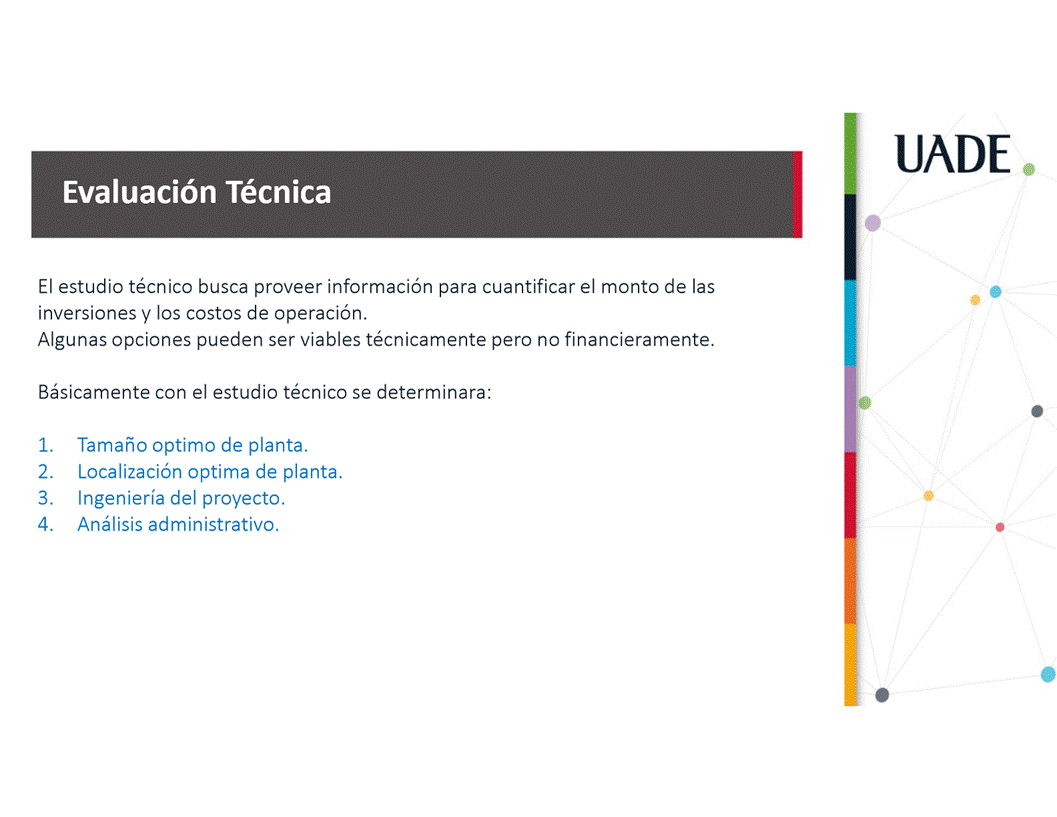 UADE
Evaluación Técnica
El estudio técnico busca proveer información para cuantificar el monto de las
inversiones y los costos de operación.
Algunas opciones pueden ser viables técnicamente pero no financieramente.
Básicamente con el estudio técnico se determinara:
1. Tamaño optimo de planta.
2. Localización optima de planta.
3. Ingeniería del proyecto.
4. Análisis administrativo.